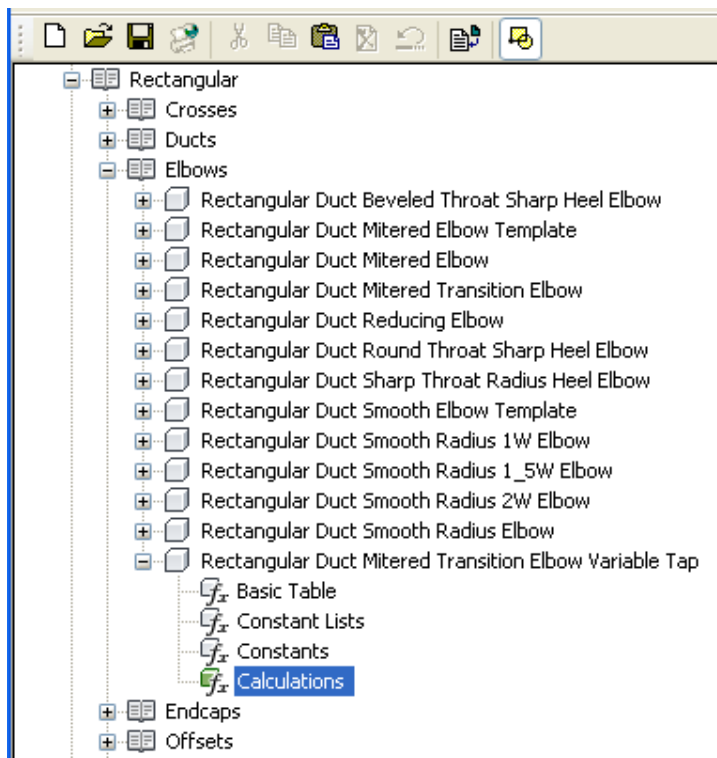 Rectangular
Crosses
Ducts
Elbows
Rectangular Duct Beveled Throat Sharp Heel Elbow
Rectangular Duct Mitered Elbow Template
Rectangular Duct Mitered Elbow
Rectangular Duct Mitered Transition Elbow
Rectangular Duct Reducing Elbow
Rectangular Duct Round Throat Sharp Heel Elbow
Rectangular Duct Sharp Throat Radius Heel Elbow
Rectangular Duct Smooth Elbow Template
Rectangular Duct Smooth Radius 1W Elbow
Rectangular Duct Smooth Radius 1_5W Elbow
Rectangular Duct Smooth Radius 2W Elbow
Rectangular Duct Smooth Radius Elbow
Rectangular Duct Mitered Transition Elbow Variable Tap
fx Basic Table
fx Constant Lists
fx Constants
fx Calculations
Endcaps
Offsets